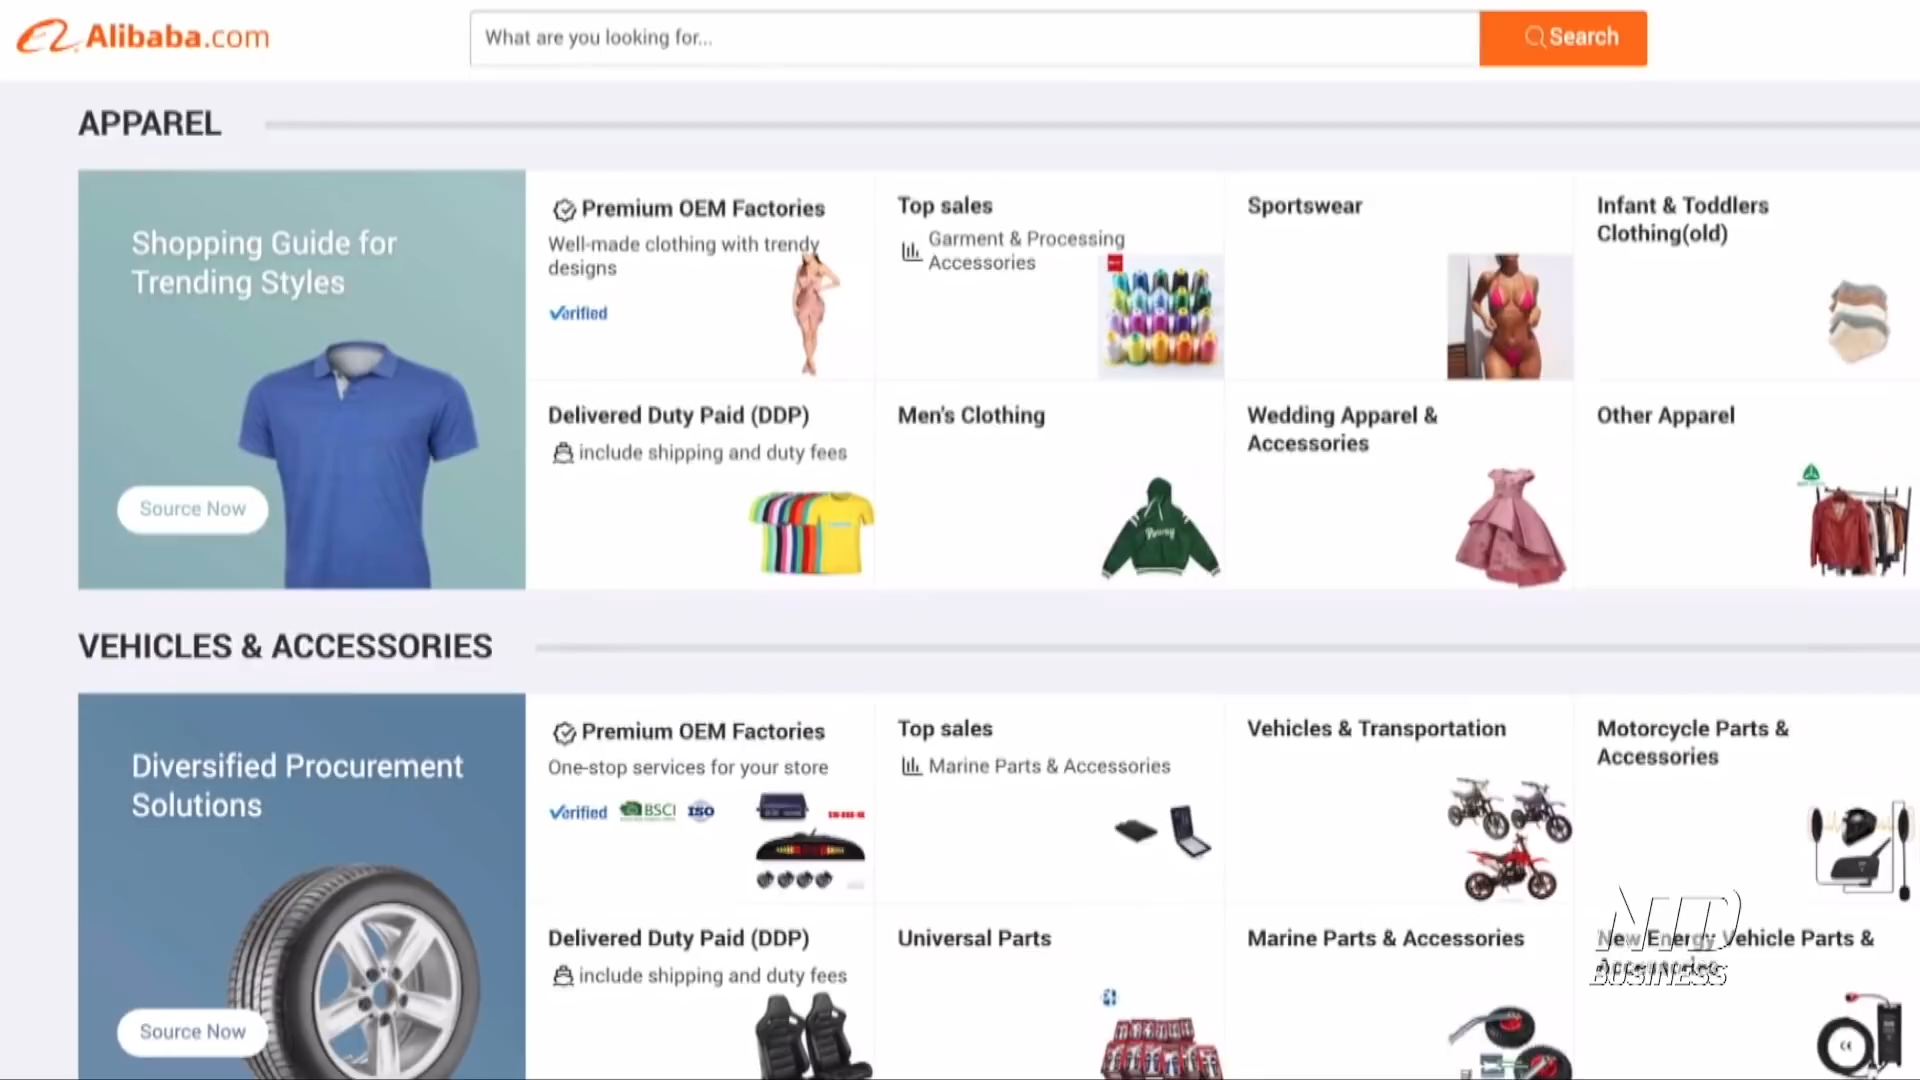 Alibaba.com
What are you looking for...
Search
APPAREL
Shopping Guide for
Trending Styles
Source Now
Premium OEM Factories
Well-made clothing with trendy
designs
Verified
Top sales
Garment & Processing
Accessories
Sportswear
Infant & Toddlers
Clothing(old)
Delivered Duty Paid (DDP)
include shipping and duty fees
Men's Clothing
Wedding Apparel &
Accessories
Other Apparel
VEHICLES & ACCESSORIES
Diversified Procurement
Solutions
Source Now
Premium OEM Factories
One-stop services for your store
Verified BSCI ISO
Top sales
Marine Parts & Accessories
Vehicles & Transportation
Motorcycle Parts &
Accessories
Delivered Duty Paid (DDP)
include shipping and duty fees
Universal Parts
Marine Parts & Accessories
New Energy Vehicle Parts &
Accessories
NTD
BUSINESS